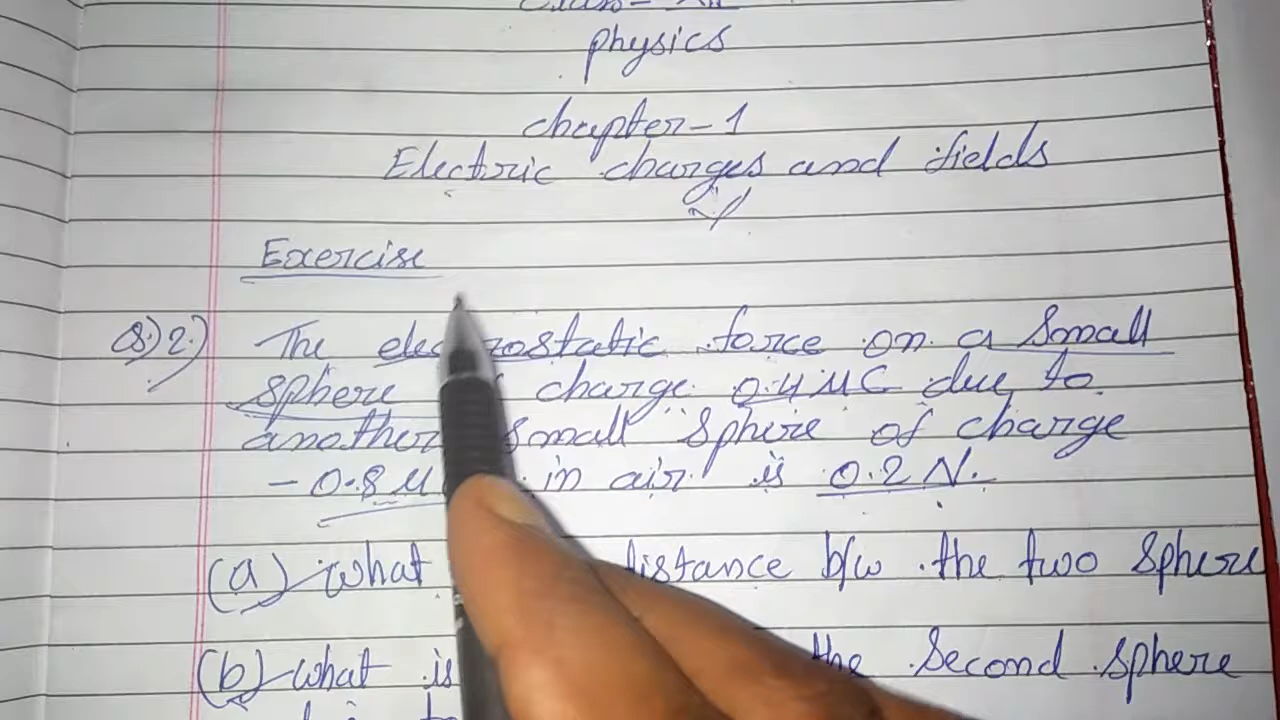 Class- XII
physics
chapter-1
Electric charges and fields
Exercise
Q.)2.) The electrostatic force on a small
sphere charge 0.4 μC due to
another small sphere of charge
- 0.8 μ in air is 0.2 N.
(a) what distance b/w the two sphere
(b) what is the second sphere